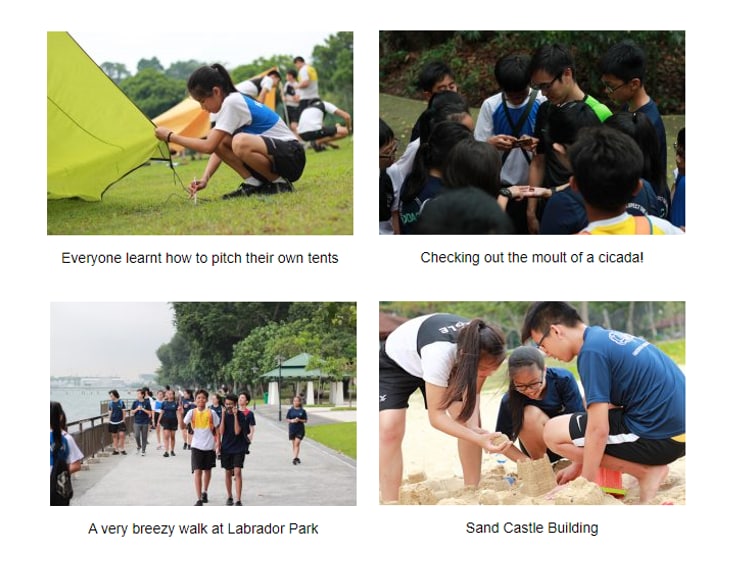 Everyone learnt how to pitch their own tents
Checking out the moult of a cicada!
A very breezy walk at Labrador Park
Sand Castle Building